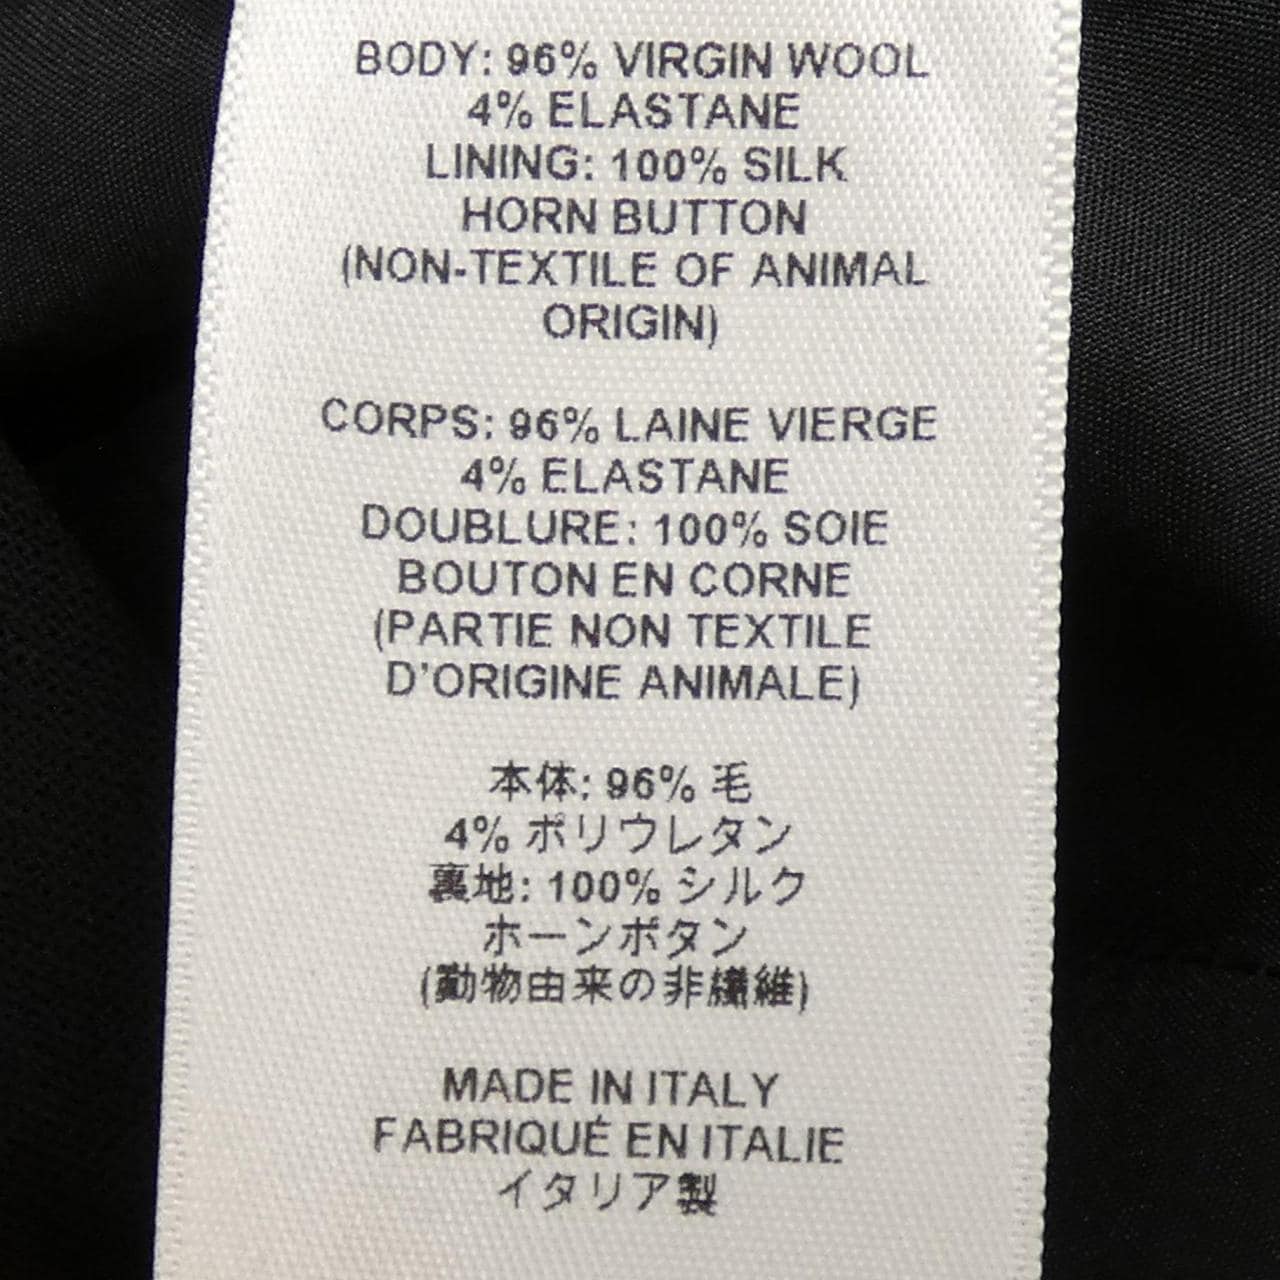 BODY: 96% VIRGIN WOOL
4% ELASTANE
LINING: 100% SILK
HORN BUTTON
(NON-TEXTILE OF ANIMAL
ORIGIN)
CORPS: 96% LAINE VIERGE
4% ELASTANE
DOUBLURE: 100% SOIE
BOUTON EN CORNE
(PARTIE NON TEXTILE
D'ORIGINE ANIMALE)
本体: 96% 毛
4% ポリウレタン
裏地: 100% シルク
ホーンボタン
(動物由来の非繊維)
MADE IN ITALY
FABRIQUÉ EN ITALIE
イタリア製